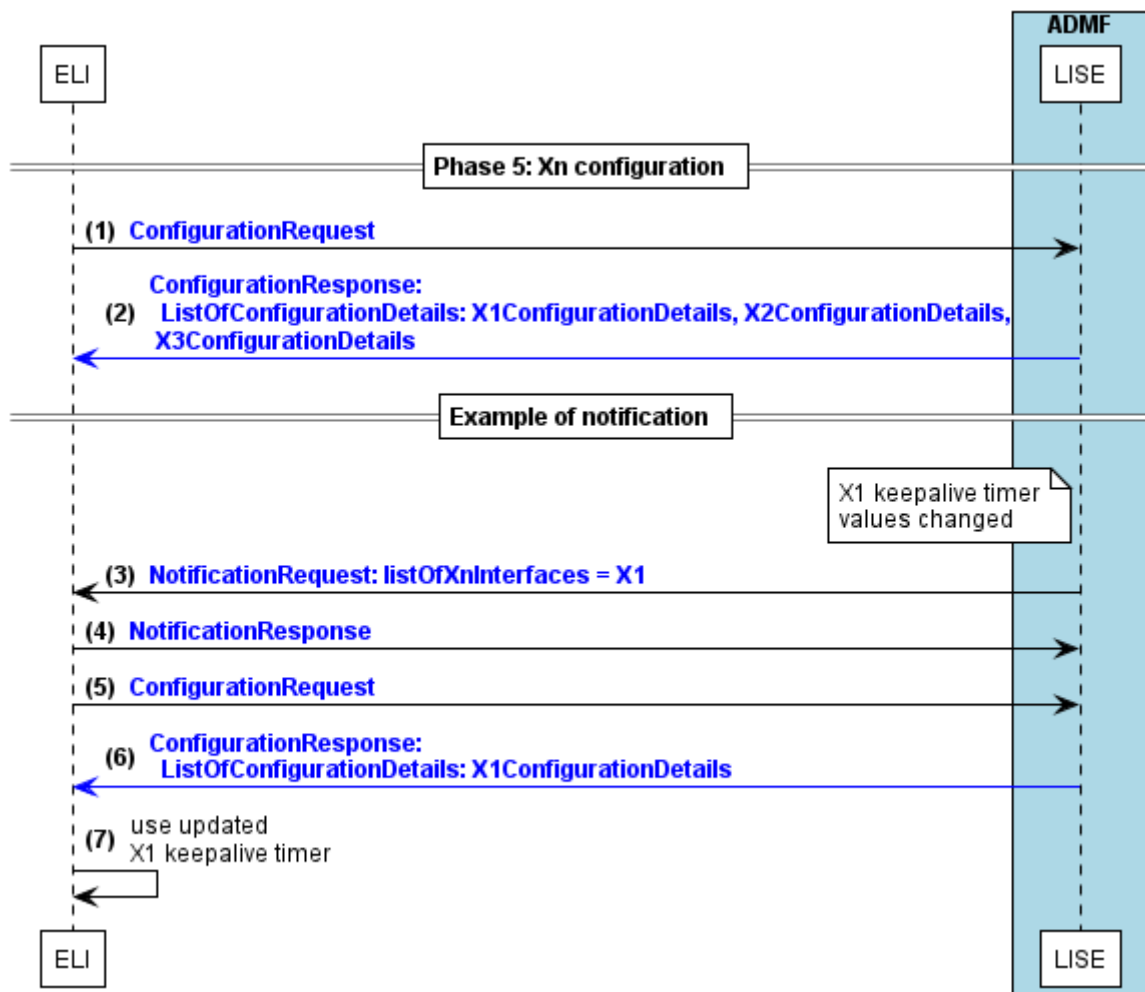 ADMF
ELI
LISE
Phase 5: Xn configuration
(1) ConfigurationRequest
ConfigurationResponse:
(2) ListOfConfigurationDetails: X1ConfigurationDetails, X2ConfigurationDetails,
X3ConfigurationDetails
Example of notification
X1 keepalive timer
values changed
(3) NotificationRequest: listOfXnInterfaces = X1
(4) NotificationResponse
(5) ConfigurationRequest
ConfigurationResponse:
(6) ListOfConfigurationDetails: X1ConfigurationDetails
use updated
(7) X1 keepalive timer
ELI
LISE